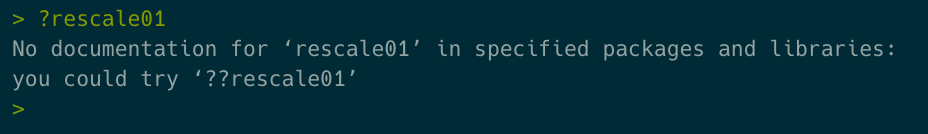 > ?rescale01
No documentation for ‘rescale01’ in specified packages and libraries:
you could try ‘??rescale01’
>